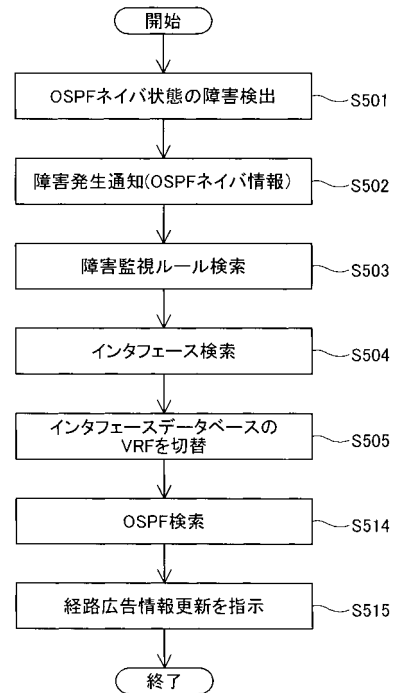 開始
OSPFネイバ状態の障害検出
S501
障害発生通知(OSPFネイバ情報)
S502
障害監視ルール検索
S503
インタフェース検索
S504
インタフェースデータベースの
VRFを切替
S505
OSPF検索
S514
経路広告情報更新を指示
S515
終了